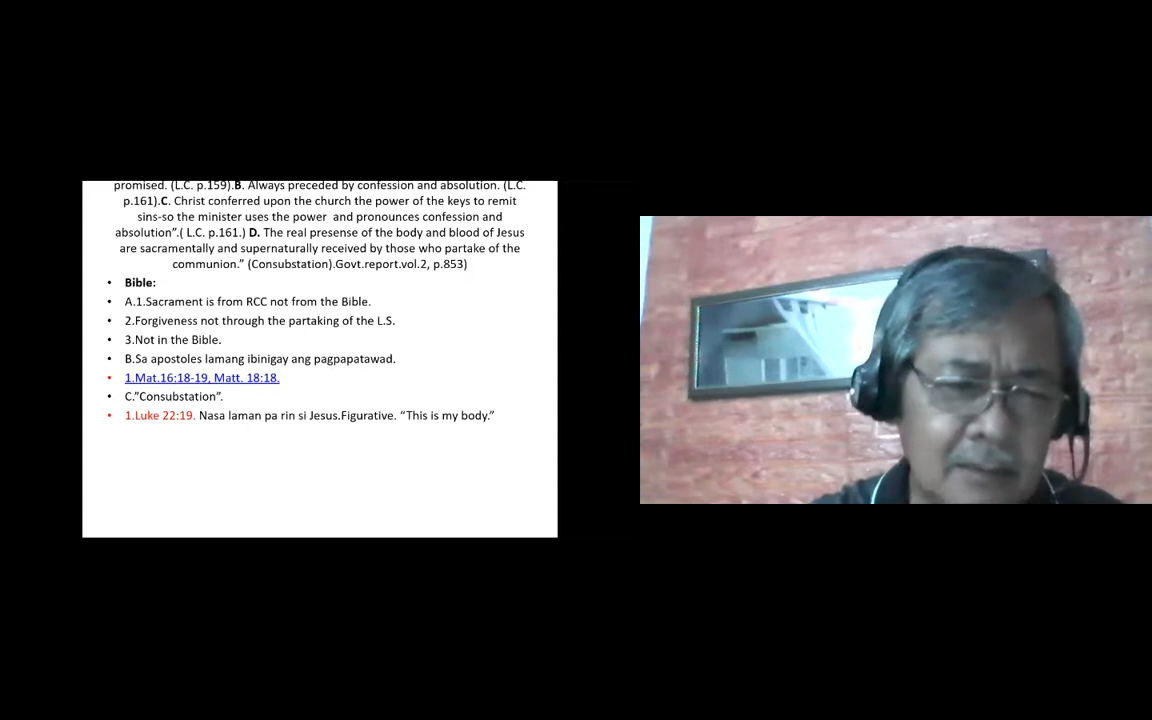 promised. (L.C. p.159).B. Always preceded by confession and absolution. (L.C.
p.161).C. Christ conferred upon the church the power of the keys to remit
sins-so the minister uses the power  and pronounces confession and
absolution”.( L.C. p.161.) D. The real presense of the body and blood of Jesus
are sacramentally and supernaturally received by those who partake of the
communion.” (Consubstation).Govt.report.vol.2, p.853)
• Bible:
• A.1.Sacrament is from RCC not from the Bible.
• 2.Forgiveness not through the partaking of the L.S.
• 3.Not in the Bible.
• B.Sa apostoles lamang ibinigay ang pagpapatawad.
• 1.Mat.16:18-19, Matt. 18:18.
• C.”Consubstation”.
• 1.Luke 22:19. Nasa laman pa rin si Jesus.Figurative. “This is my body.”